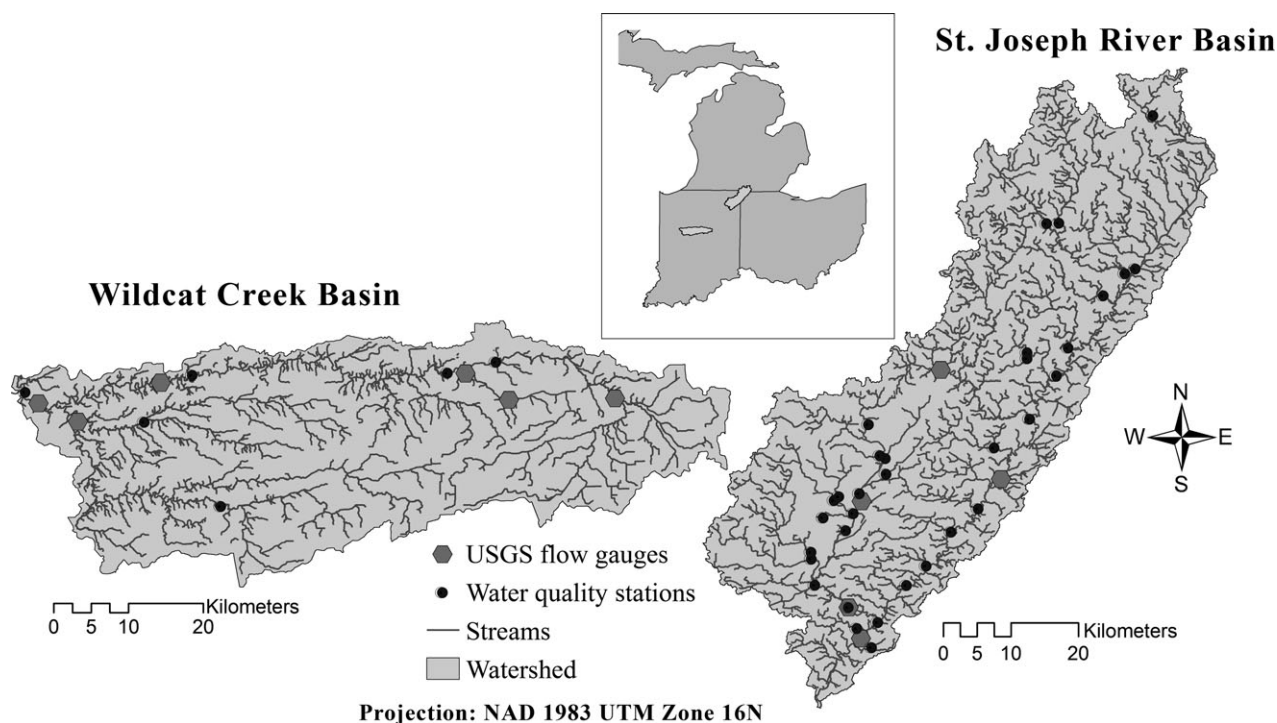 St. Joseph River Basin
Wildcat Creek Basin
N
W E
S
USGS flow gauges
Water quality stations
Streams
Watershed
Kilometers
0 5 10 20
Kilometers
0 5 10 20
Projection: NAD 1983 UTM Zone 16N